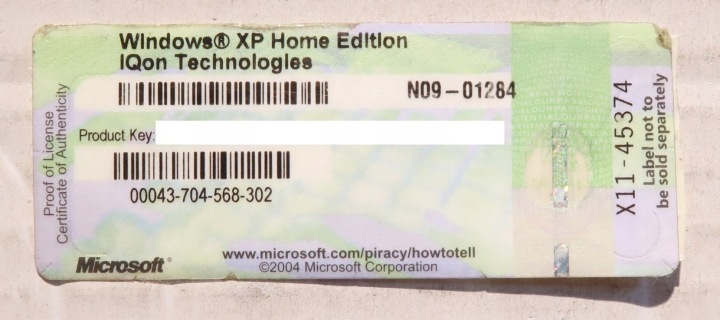 Windows® XP Home Edition
IQon Technologies
N09-01284
Proof of License
Certificate of Authenticity
Product Key:
00043-704-568-302
Microsoft®
www.microsoft.com/piracy/howtotell
©2004 Microsoft Corporation
X11-45374
Label not to
be sold separately